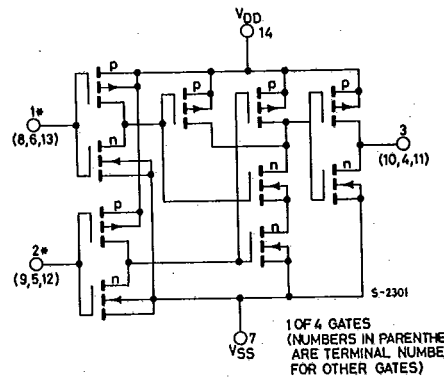 VDD
14
p
p
p
p
1*
(8,6,13)
n
3
(10,4,11)
n
n
p
2*
(9,5,12)
n
n
S-2301
7
VSS
1 OF 4 GATES
(NUMBERS IN PARENTHE
ARE TERMINAL NUMBE
FOR OTHER GATES)